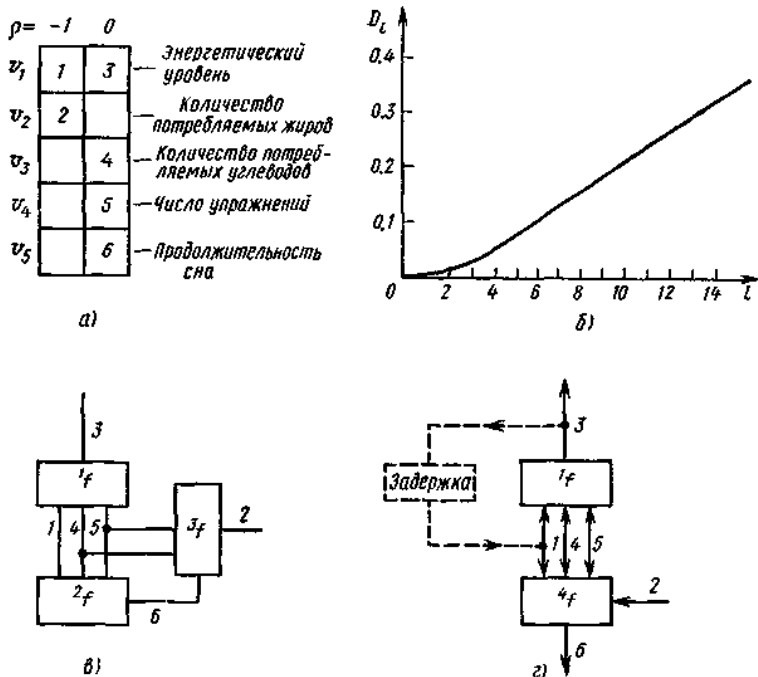 ρ= -1 0
v₁ 1 3 Энергетический
уровень
v₂ 2 Количество
потребляемых жиров
v₃ 4 Количество потреб-
ляемых углеводов
v₄ 5 Число упражнений
v₅ 6 Продолжительность
сна
а)
D_l
0,4
0,3
0,2
0,1
0 2 4 6 8 10 12 14 l
б)
3
¹f
1 4 5
³f 2
²f
6
в)
3
Задержка
¹f
1 4 5
⁴f 2
6
г)